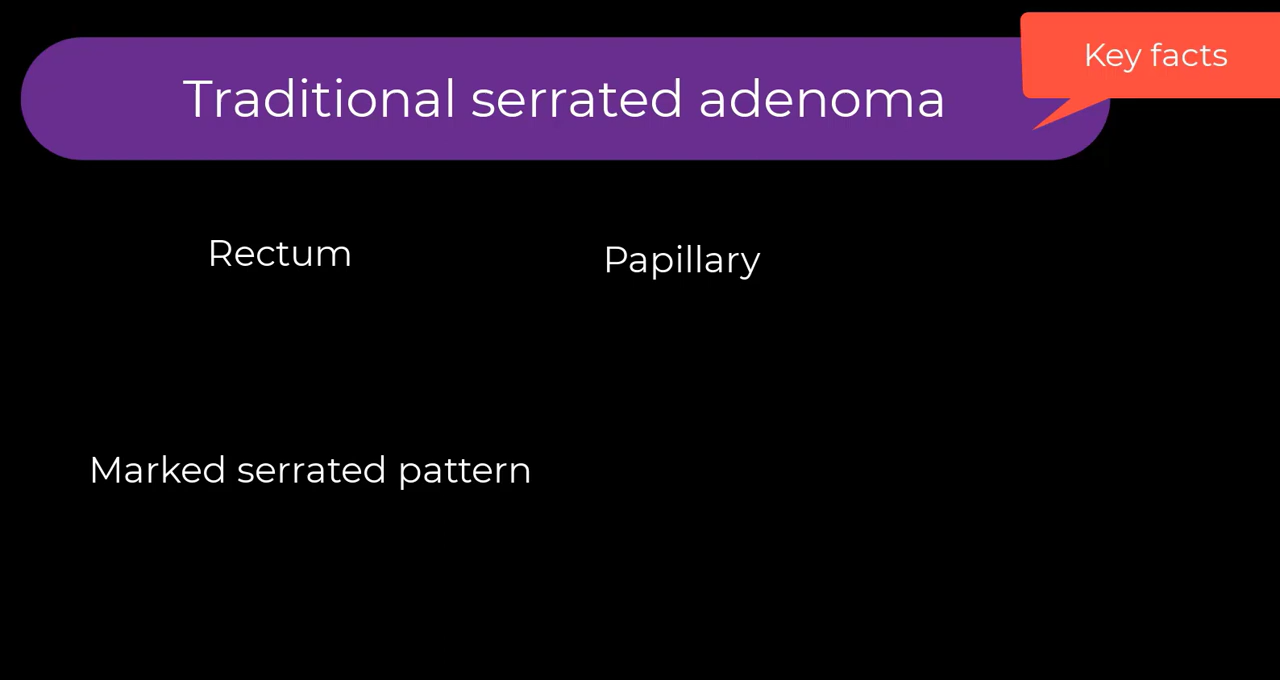 Key facts
Traditional serrated adenoma
Rectum
Papillary
Marked serrated pattern